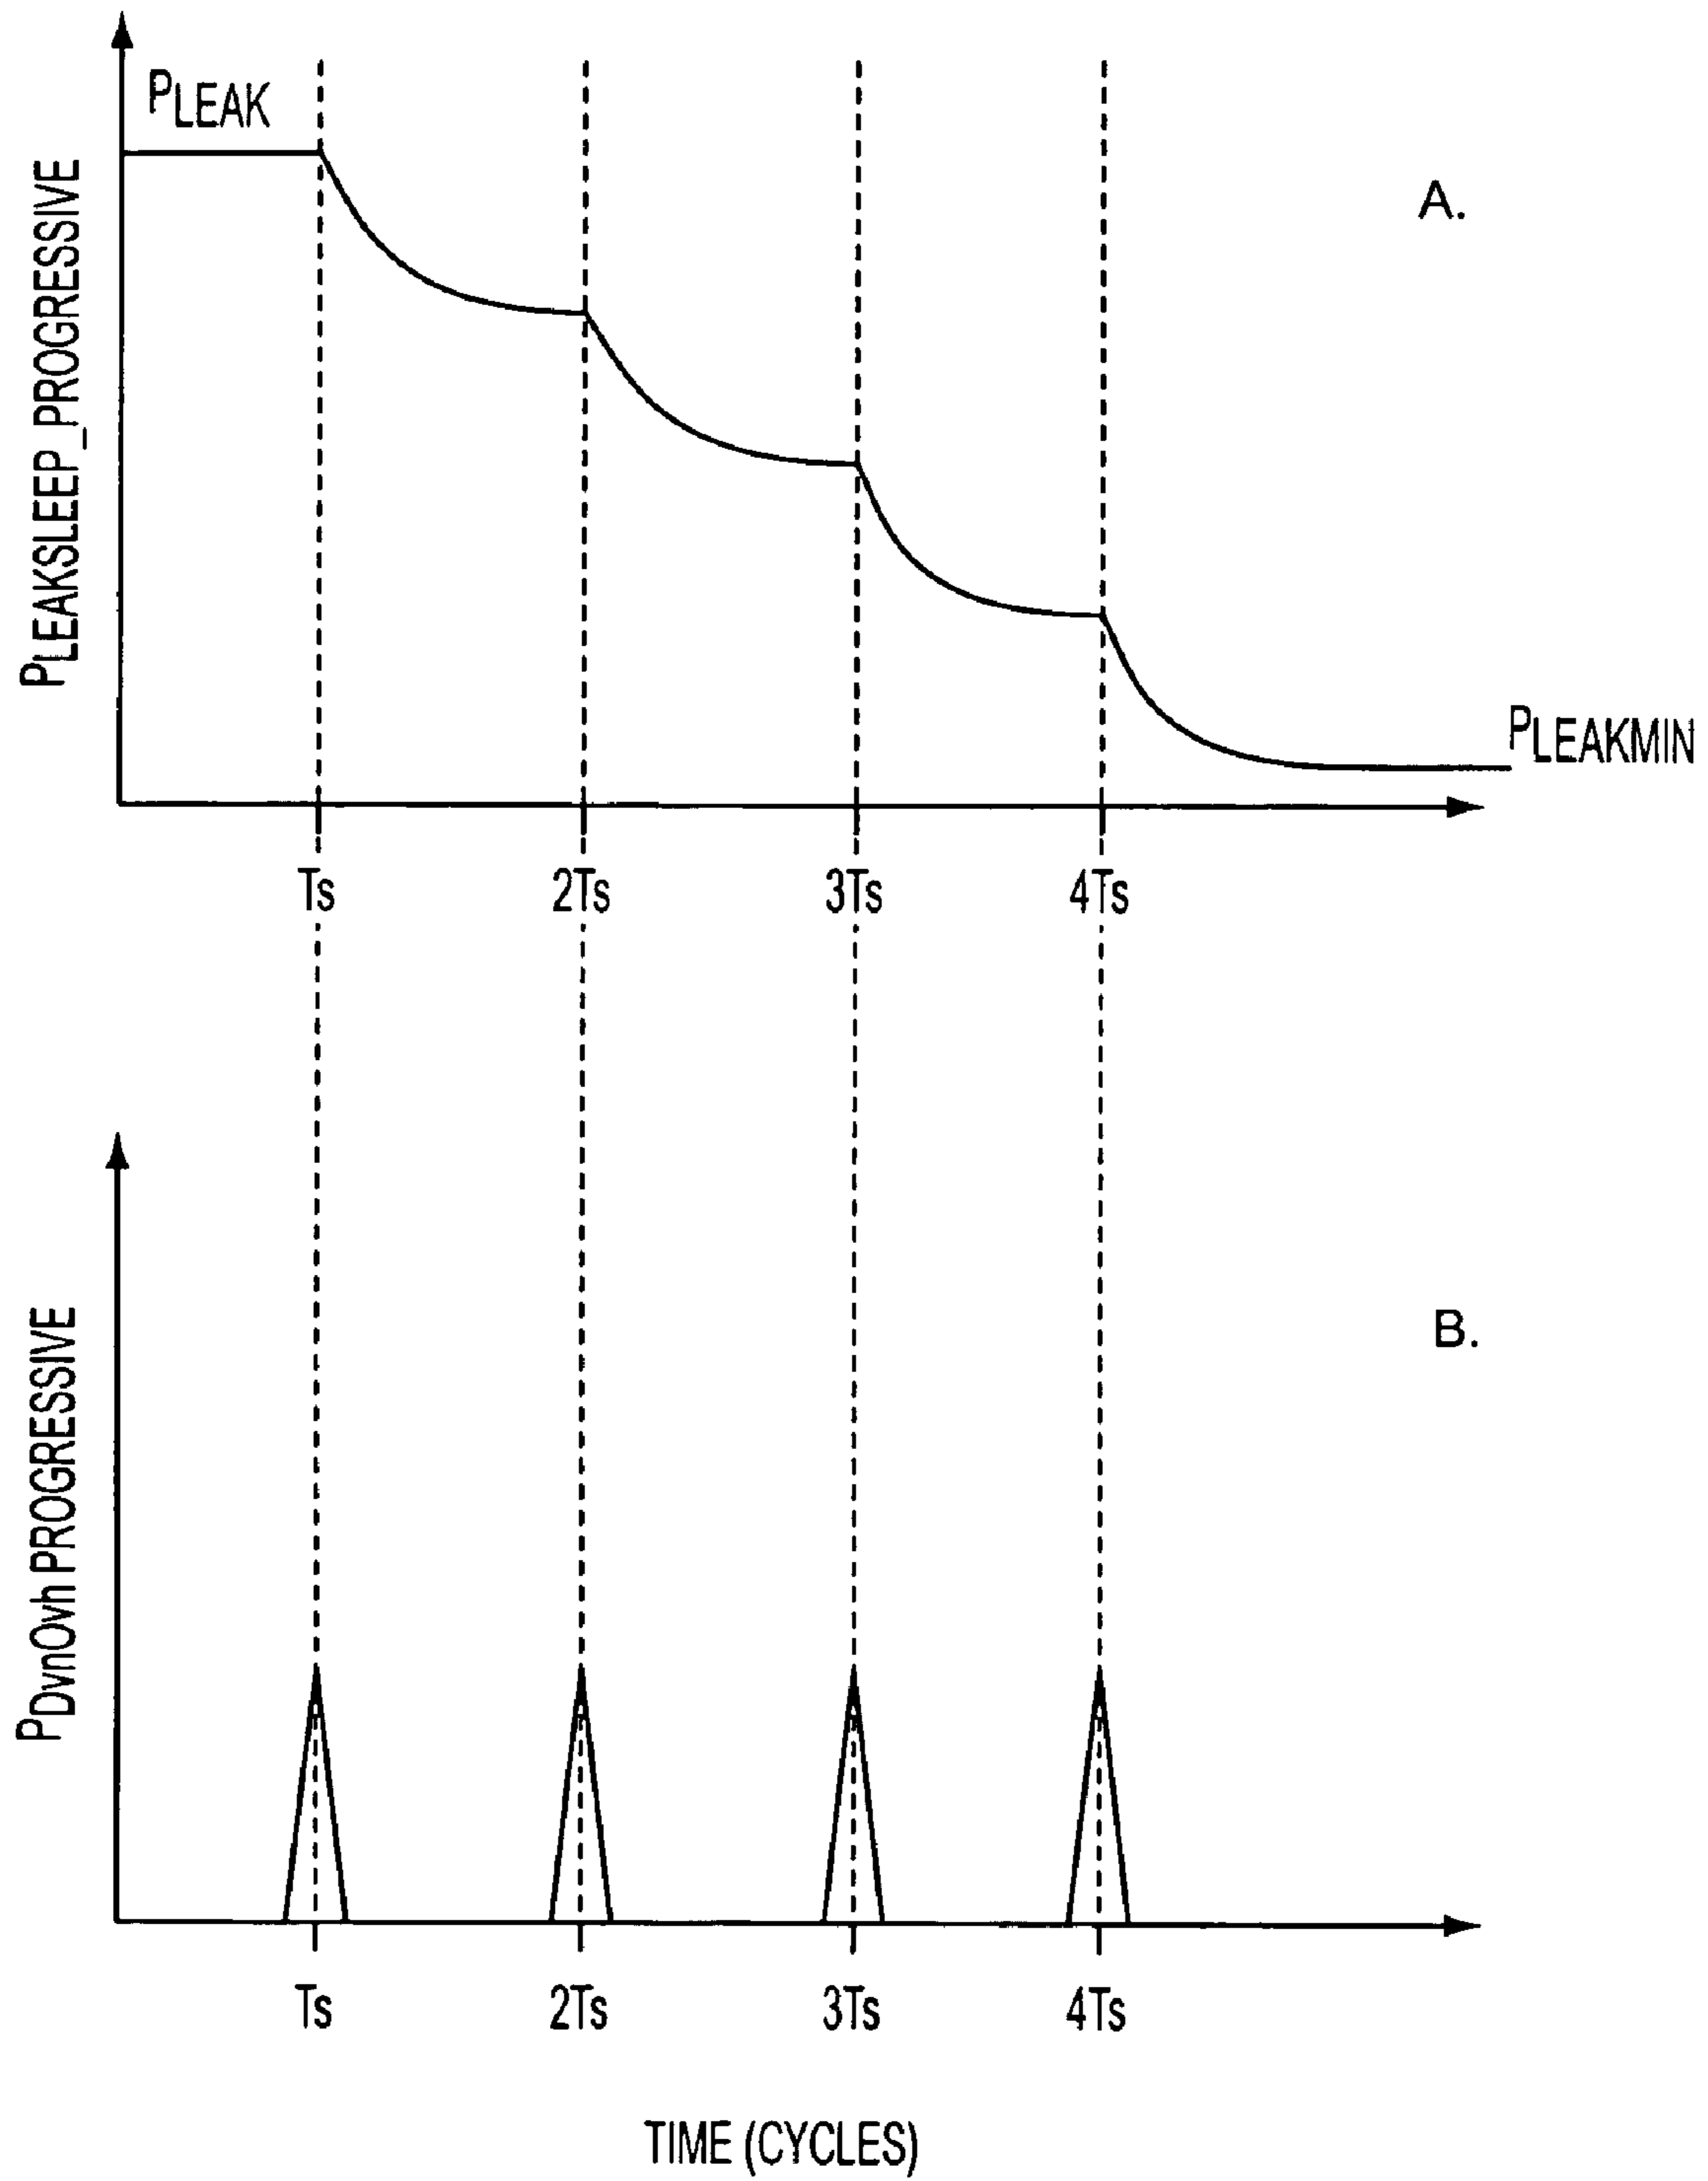 PLEAK
A.
PLEAKSLEEP_PROGRESSIVE
PLEAKMIN
Ts 2Ts 3Ts 4Ts
B.
PDvnOvh PROGRESSIVE
Ts 2Ts 3Ts 4Ts
TIME (CYCLES)